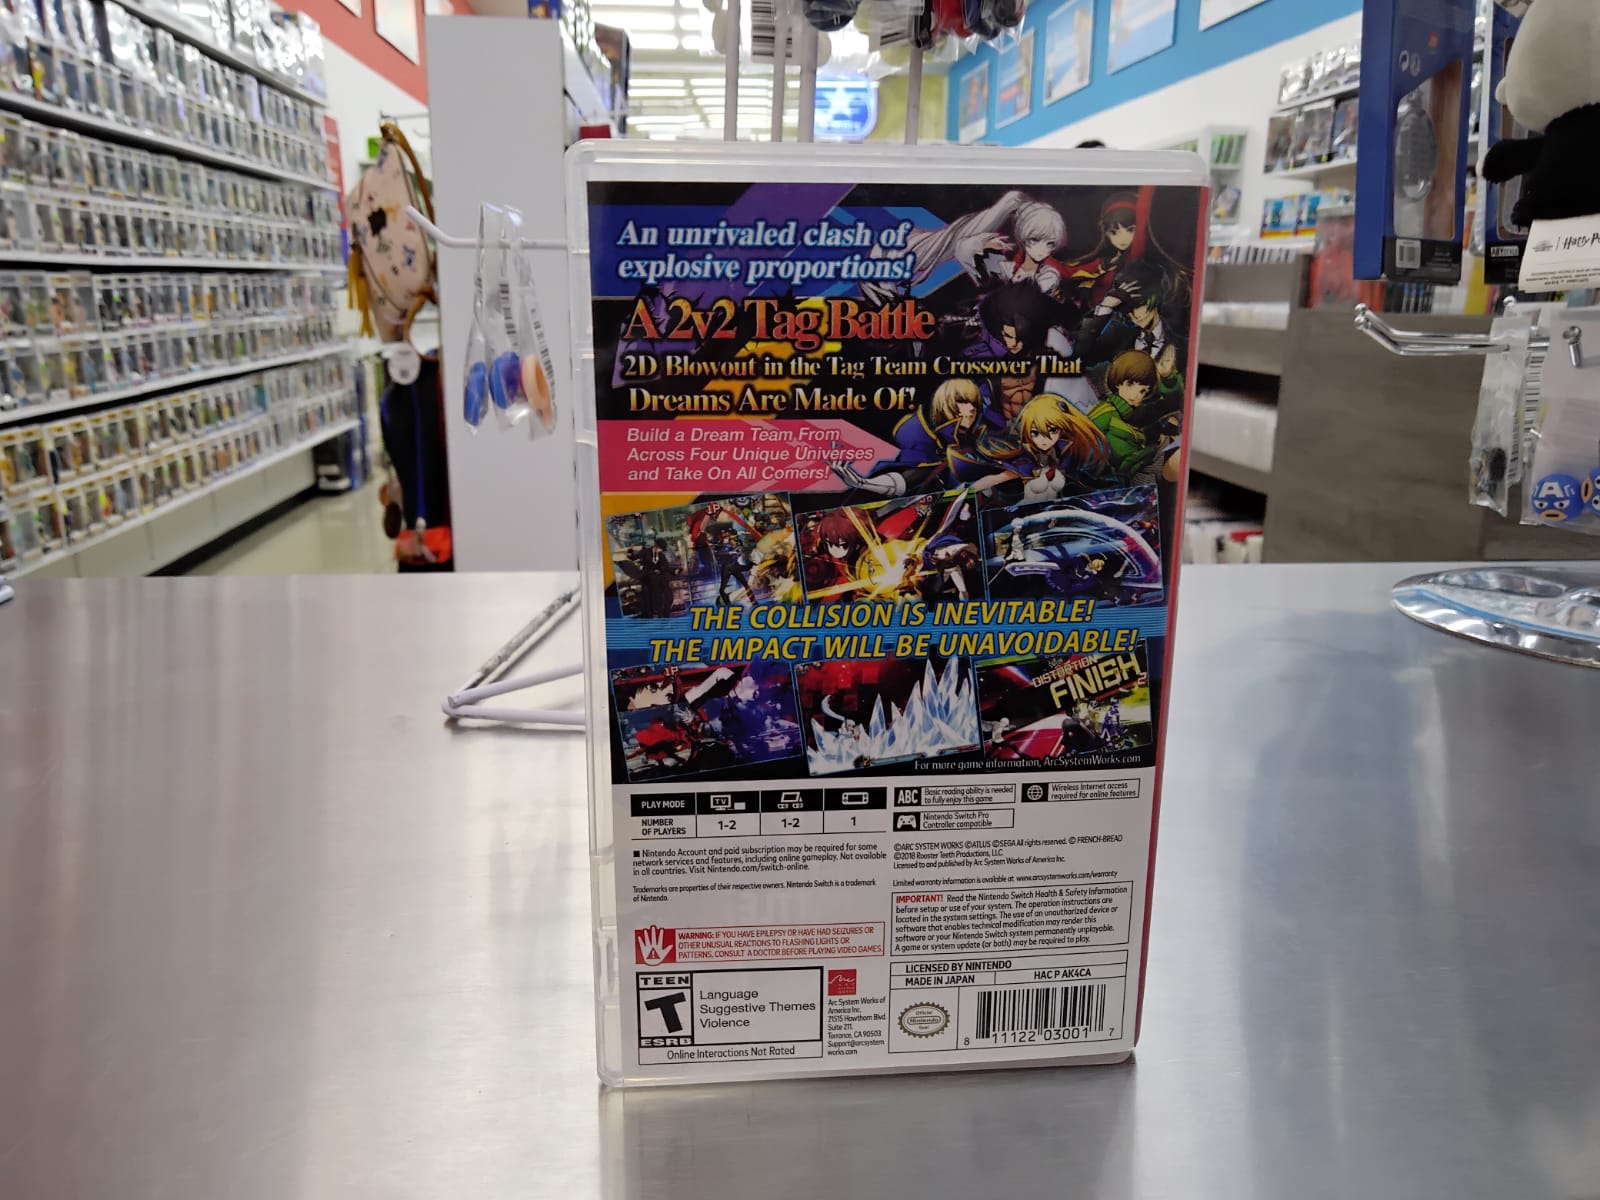 An unrivaled clash of
explosive proportions!
A 2v2 Tag Battle
2D Blowout in the Tag Team Crossover That
Dreams Are Made Of!
Build a Dream Team From
Across Four Unique Universes
and Take On All Comers!
1P
THE COLLISION IS INEVITABLE!
THE IMPACT WILL BE UNAVOIDABLE!
1P
DISTORTION
FINISH
For more game information, ArcSystemWorks.com
PLAY MODE
TV
NUMBER
OF PLAYERS
1-2
1-2
1
ABC
Basic reading ability is needed
to fully enjoy this game
Wireless Internet access
required for online features
Nintendo Switch Pro
Controller compatible
■ Nintendo Account and paid subscription may be required for some
network services and features, including online gameplay. Not available
in all countries. Visit Nintendo.com/switch-online.
Trademarks are properties of their respective owners. Nintendo Switch is a trademark
of Nintendo.
©ARC SYSTEM WORKS ©ATLUS ©SEGA All rights reserved. © FRENCH-BREAD
©2018 Rooster Teeth Productions, LLC.
Licensed to and published by Arc System Works of America Inc.
Limited warranty information is available at www.arcsystemworks.com/warranty
IMPORTANT! Read the Nintendo Switch Health & Safety Information
before setup or use of your system. The operation instructions are
located in the system settings. The use of an unauthorized device or
software that enables technical modification may render this
software or your Nintendo Switch system permanently unplayable.
A game or system update (or both) may be required to play.
WARNING: IF YOU HAVE EPILEPSY OR HAVE HAD SEIZURES OR
OTHER UNUSUAL REACTIONS TO FLASHING LIGHTS OR
PATTERNS, CONSULT A DOCTOR BEFORE PLAYING VIDEO GAMES.
TEEN
T
ESRB
Language
Suggestive Themes
Violence
Online Interactions Not Rated
Arc System Works of
America Inc.
21515 Hawthorn Blvd.
Suite 211.
Torrance, CA 90503
Support@arcsystem
works.com
LICENSED BY NINTENDO
MADE IN JAPAN
HAC P AK4CA
Official
Nintendo
Seal
8 11122 03001 7